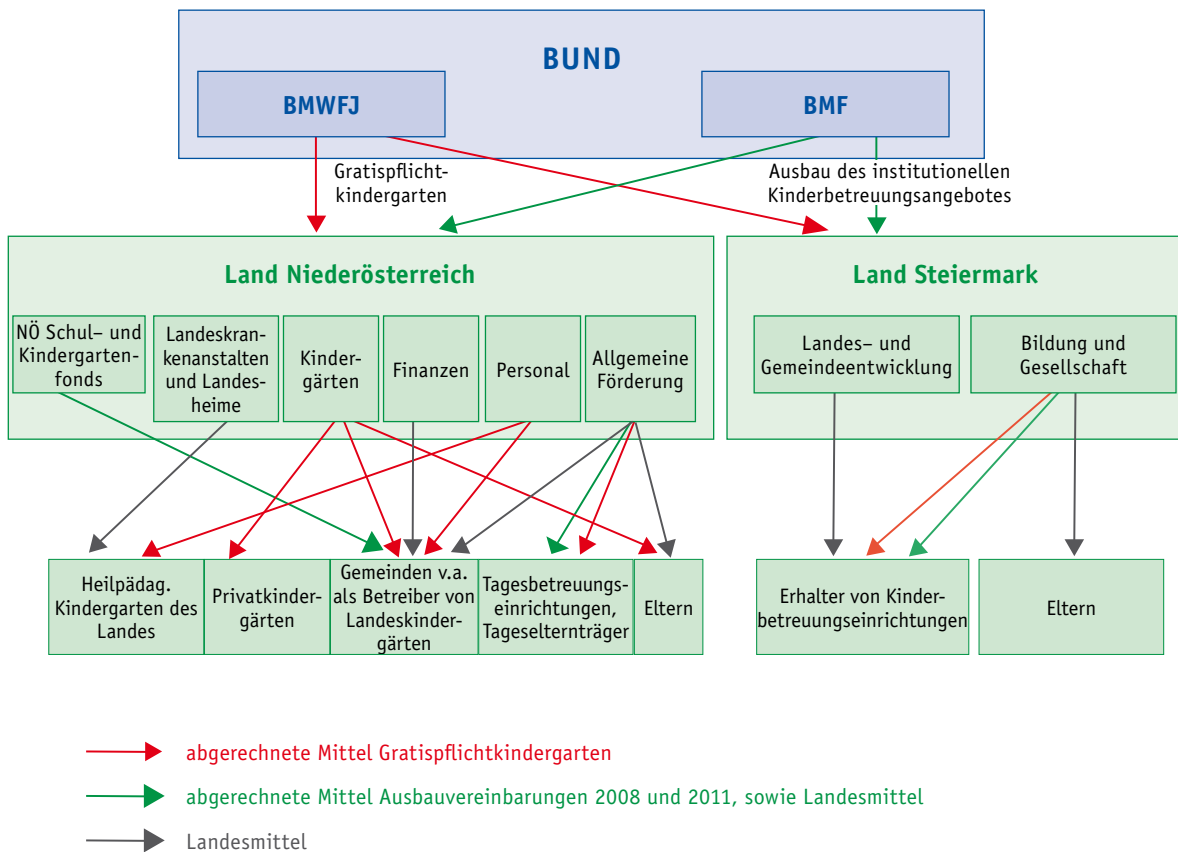 BUND
BMWFJ
BMF
Gratispflicht-
kindergarten
Ausbau des institutionellen
Kinderbetreuungsangebotes
Land Niederösterreich
NÖ Schul– und
Kindergarten-
fonds
Landeskran-
kenanstalten
und Landes-
heime
Kinder-
gärten
Finanzen
Personal
Allgemeine
Förderung
Land Steiermark
Landes– und
Gemeindeentwicklung
Bildung und
Gesellschaft
Heilpädag.
Kindergarten des
Landes
Privatkinder-
gärten
Gemeinden v.a.
als Betreiber von
Landeskinder-
gärten
Tagesbetreuungs-
einrichtungen,
Tageselternträger
Eltern
Erhalter von Kinder-
betreuungseinrichtungen
Eltern
abgerechnete Mittel Gratispflichtkindergarten
abgerechnete Mittel Ausbauvereinbarungen 2008 und 2011, sowie Landesmittel
Landesmittel